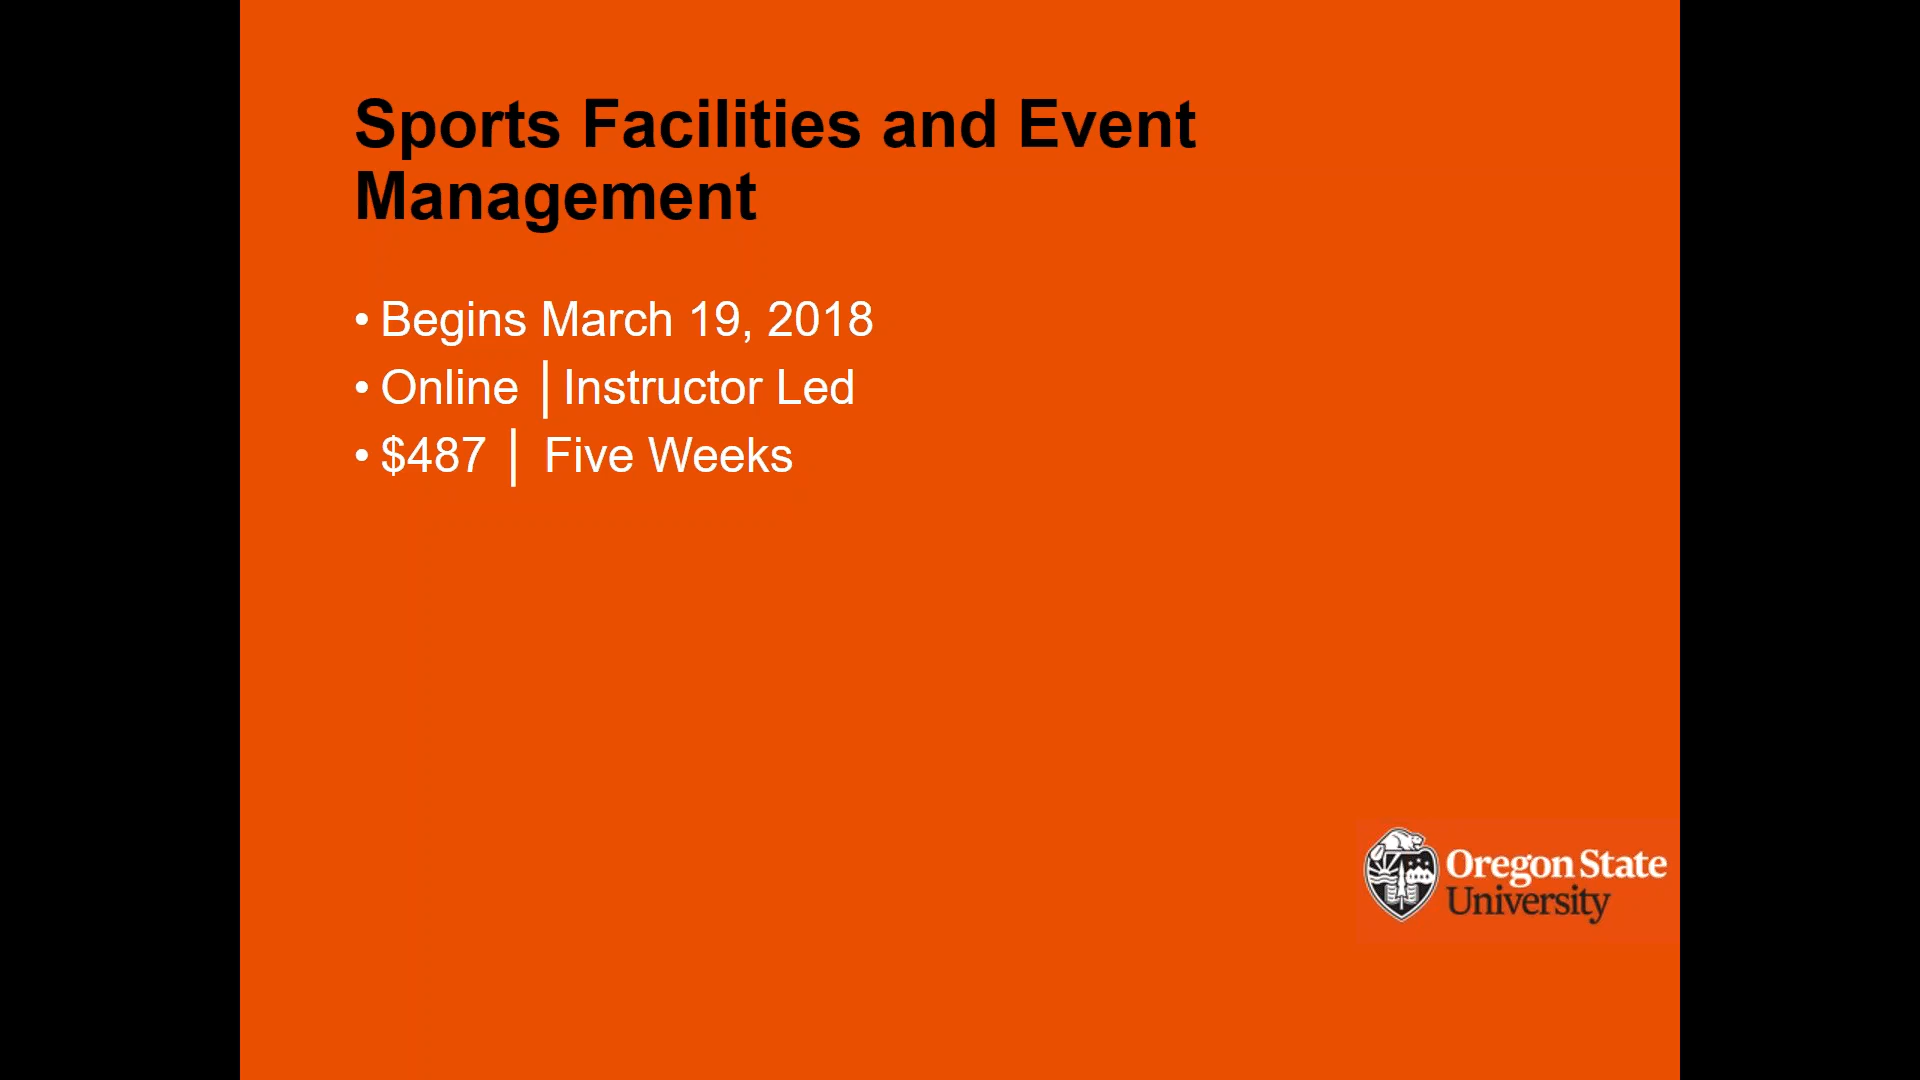 Sports Facilities and Event
Management
• Begins March 19, 2018
• Online │Instructor Led
• $487 │ Five Weeks
Oregon State
University